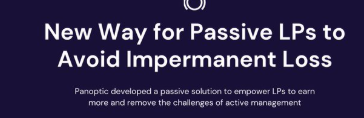 New Way for Passive LPs to
Avoid Impermanent Loss
Panoptic developed a passive solution to empower LPs to earn
more and remove the challenges of active management